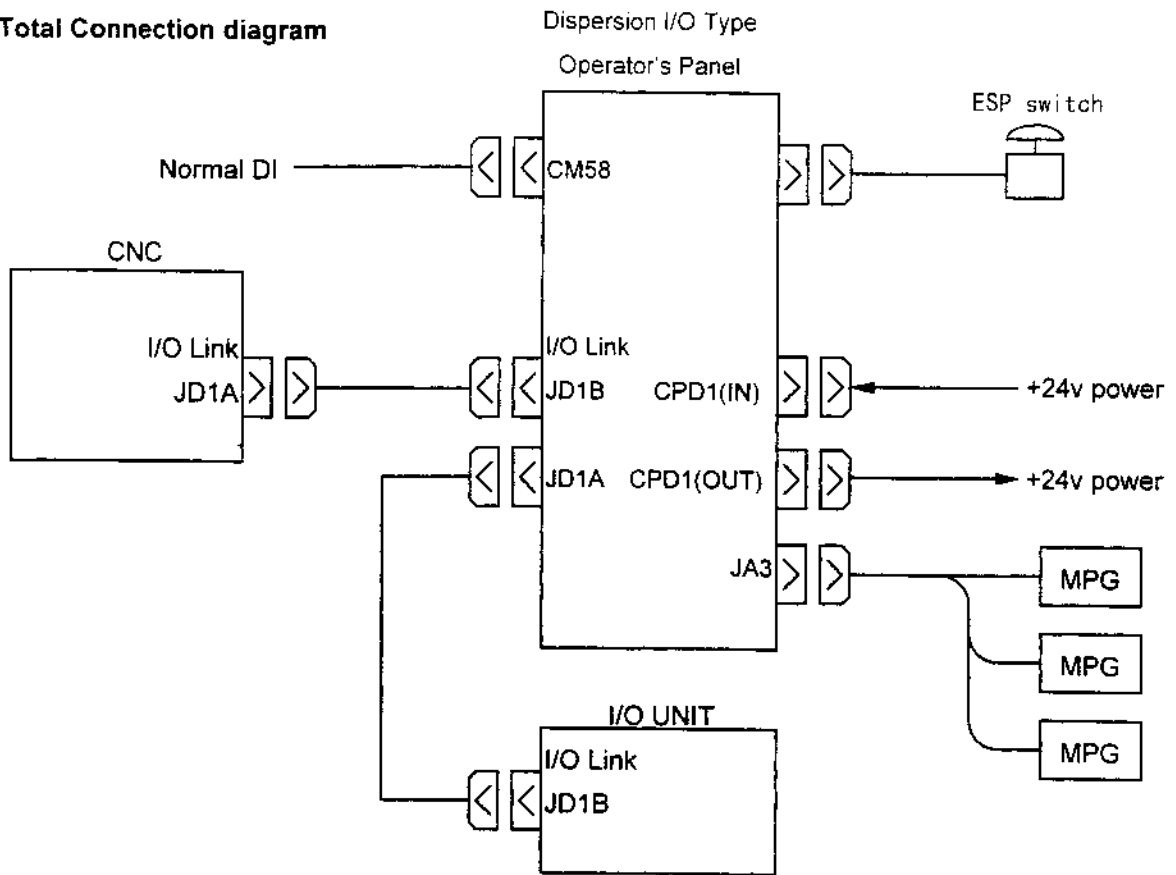 Total Connection diagram
Dispersion I/O Type
Operator's Panel
ESP switch
Normal DI
CM58
CNC
I/O Link
JD1A
I/O Link
JD1B
CPD1(IN)
+24v power
JD1A
CPD1(OUT)
+24v power
JA3
MPG
MPG
MPG
I/O UNIT
I/O Link
JD1B